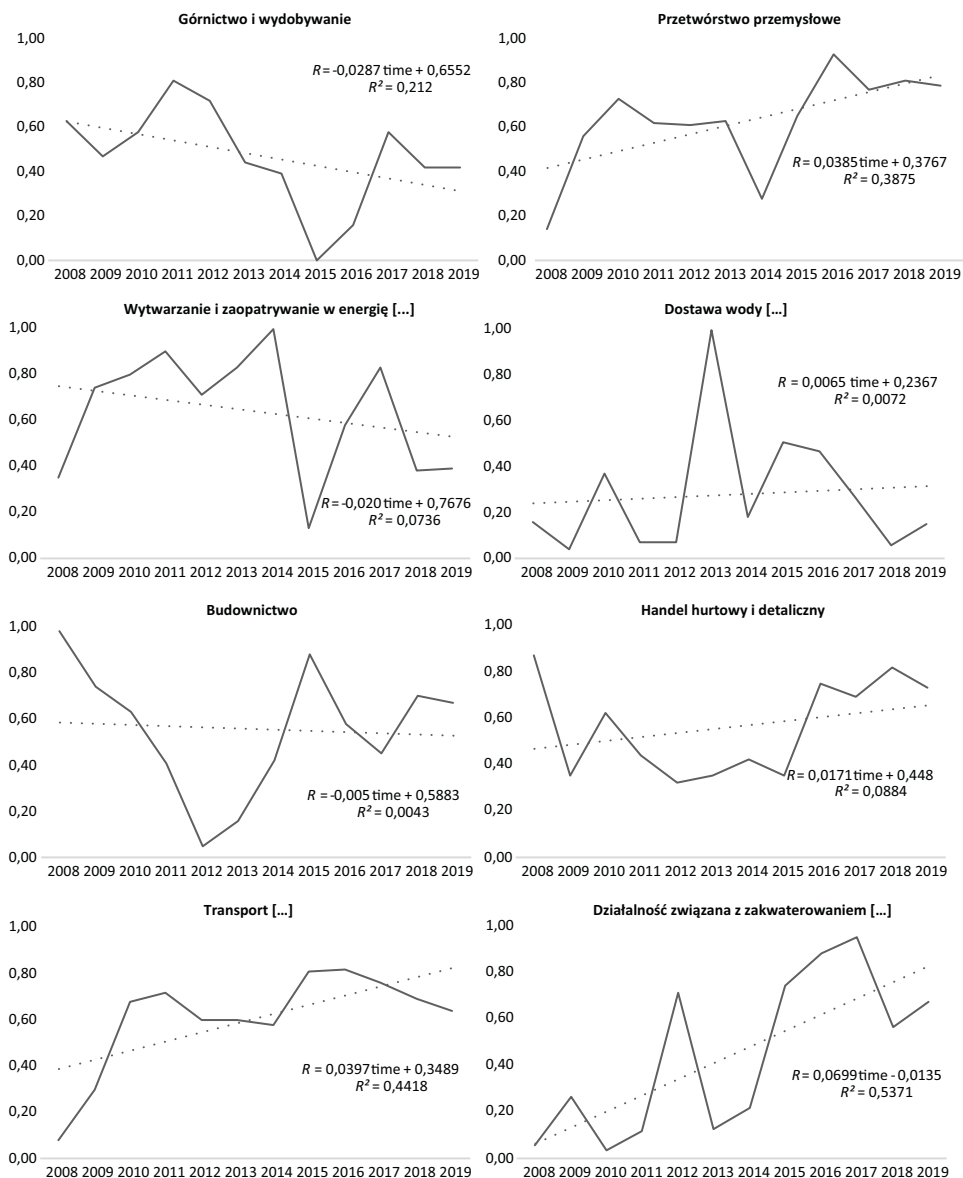 Górnictwo i wydobywanie
1,00
0,80
0,60
0,40
0,20
0,00
R = -0,0287 time + 0,6552
R² = 0,212
2008 2009 2010 2011 2012 2013 2014 2015 2016 2017 2018 2019
Przetwórstwo przemysłowe
1,00
0,80
0,60
0,40
0,20
0,00
R = 0,0385 time + 0,3767
R² = 0,3875
2008 2009 2010 2011 2012 2013 2014 2015 2016 2017 2018 2019
Wytwarzanie i zaopatrywanie w energię [...]
1,00
0,80
0,60
0,40
0,20
0,00
R = -0,020 time + 0,7676
R² = 0,0736
2008 2009 2010 2011 2012 2013 2014 2015 2016 2017 2018 2019
Dostawa wody [...]
1,00
0,80
0,60
0,40
0,20
0,00
R = 0,0065 time + 0,2367
R² = 0,0072
2008 2009 2010 2011 2012 2013 2014 2015 2016 2017 2018 2019
Budownictwo
1,00
0,80
0,60
0,40
0,20
0,00
R = -0,005 time + 0,5883
R² = 0,0043
2008 2009 2010 2011 2012 2013 2014 2015 2016 2017 2018 2019
Handel hurtowy i detaliczny
1,00
0,80
0,60
0,40
0,20
0,00
R = 0,0171 time + 0,448
R² = 0,0884
2008 2009 2010 2011 2012 2013 2014 2015 2016 2017 2018 2019
Transport [...]
1,00
0,80
0,60
0,40
0,20
0,00
R = 0,0397 time + 0,3489
R² = 0,4418
2008 2009 2010 2011 2012 2013 2014 2015 2016 2017 2018 2019
Działalność związana z zakwaterowaniem [...]
1,00
0,80
0,60
0,40
0,20
0,00
R = 0,0699 time - 0,0135
R² = 0,5371
2008 2009 2010 2011 2012 2013 2014 2015 2016 2017 2018 2019